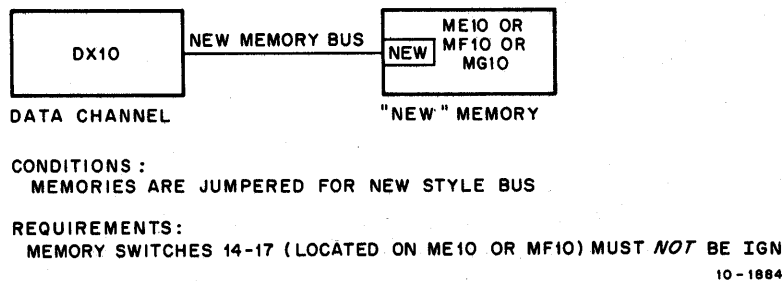 DX10
NEW MEMORY BUS
NEW
ME10 OR
MF10 OR
MG10
DATA CHANNEL
"NEW" MEMORY
CONDITIONS:
MEMORIES ARE JUMPERED FOR NEW STYLE BUS
REQUIREMENTS:
MEMORY SWITCHES 14-17 (LOCATED ON ME10 OR MF10) MUST NOT BE IGN
10-1884